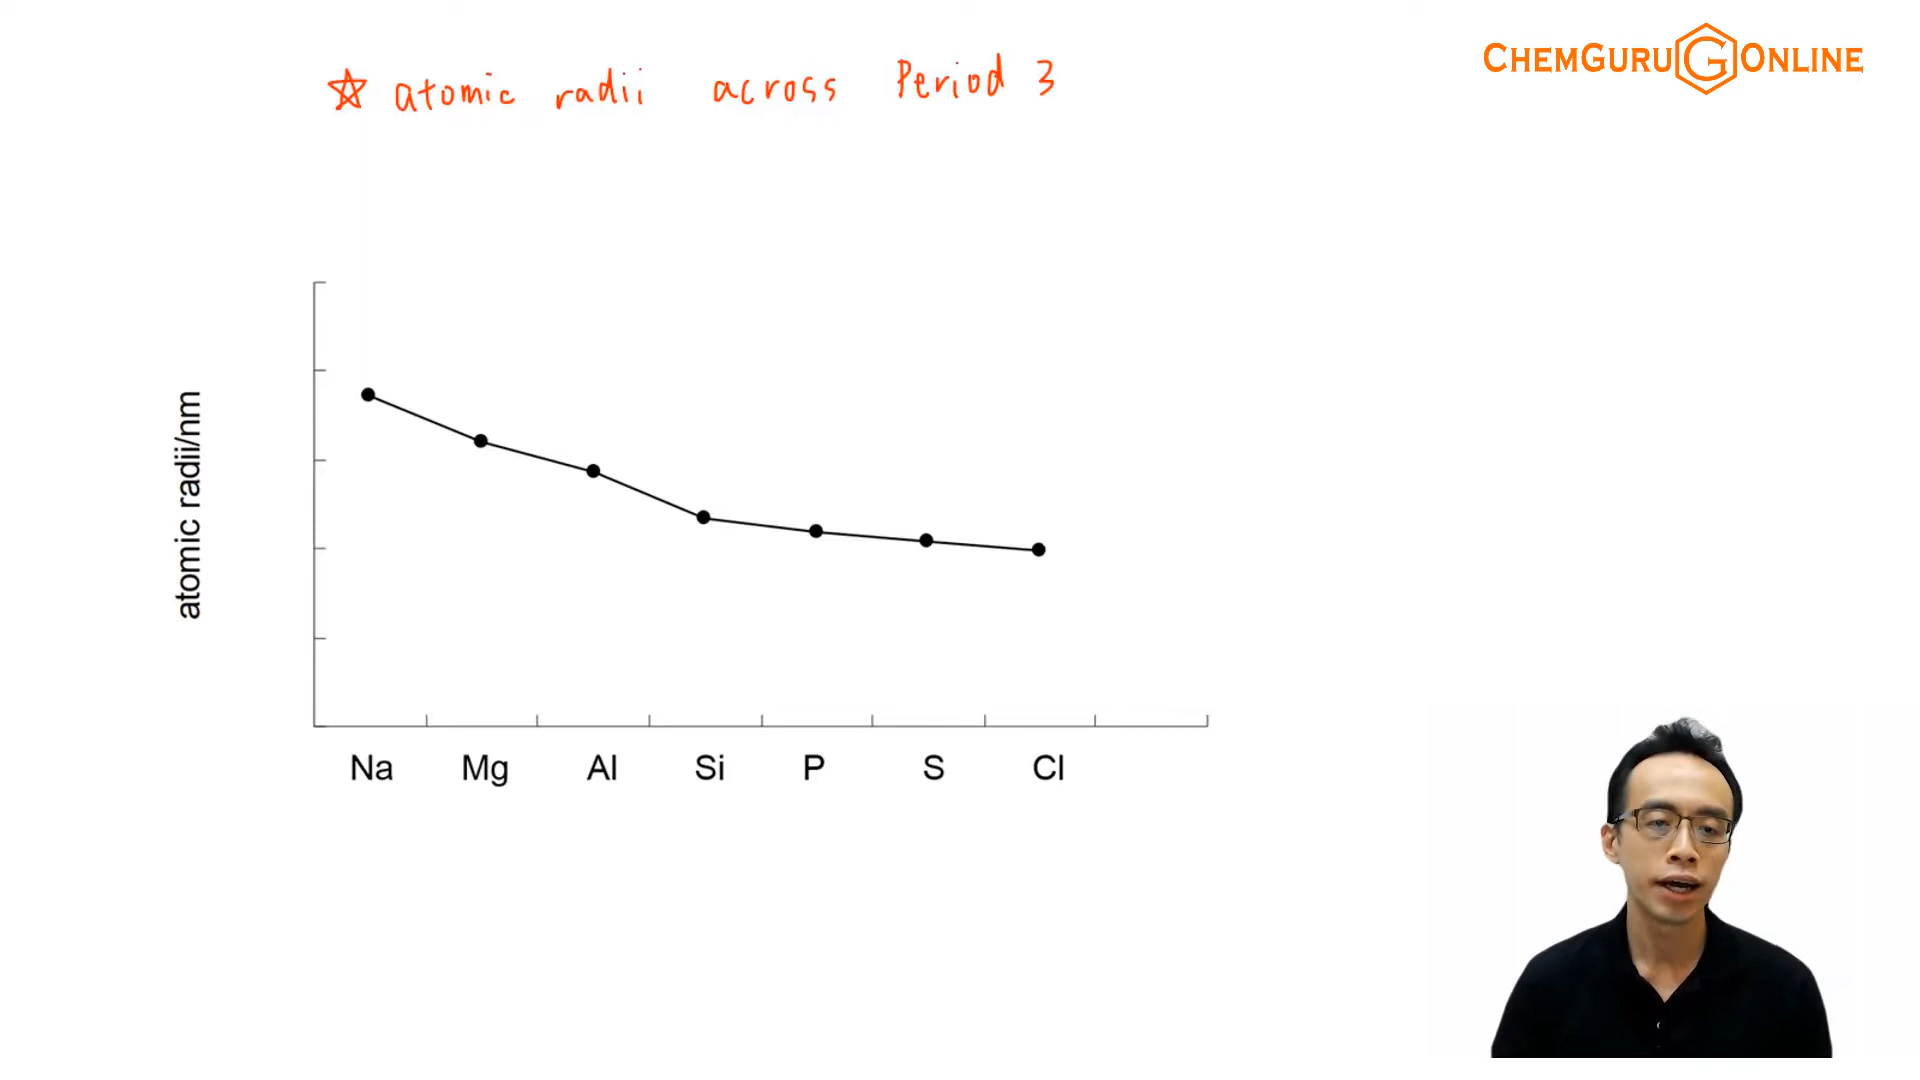 ☆ atomic radii across Period 3
CHEMGURU G ONLINE
atomic radii/nm
Na Mg Al Si P S Cl